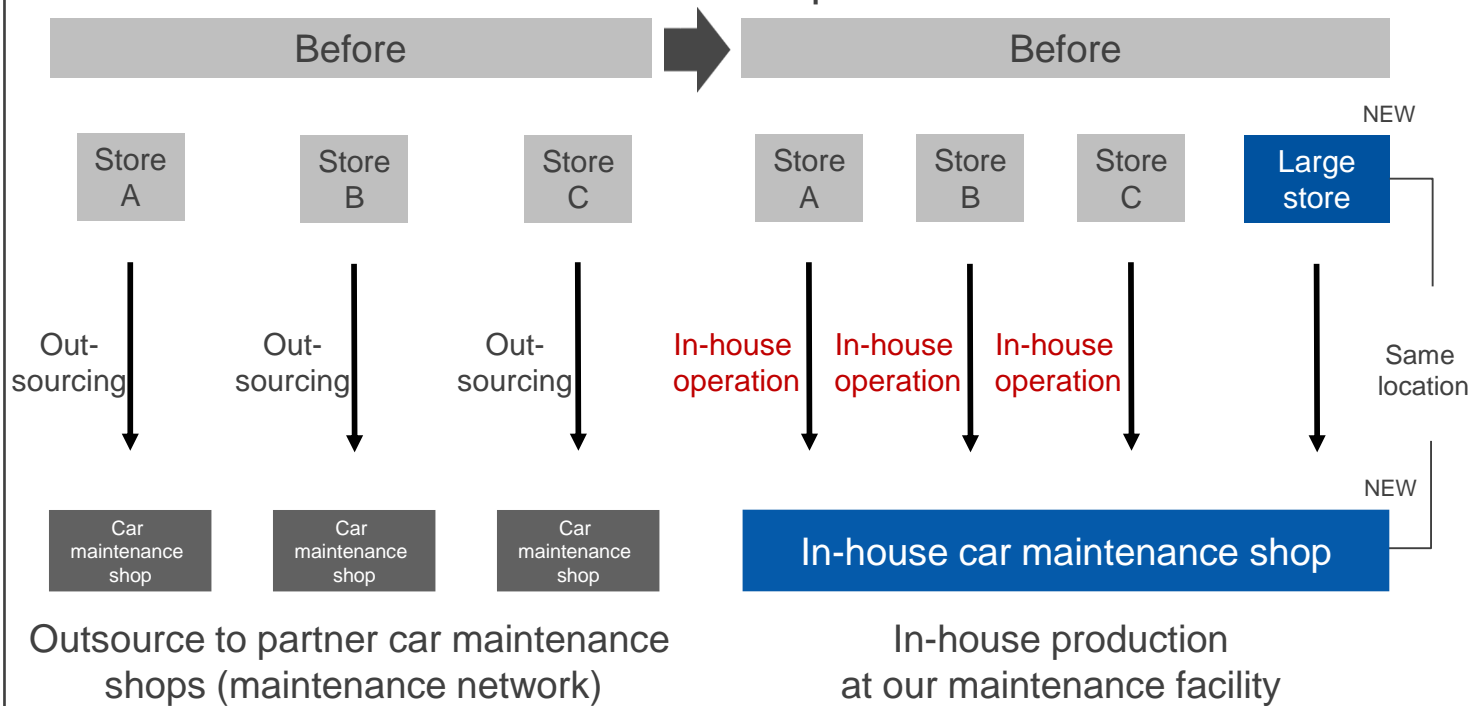 Before
Before
NEW
Store
A
Store
B
Store
C
Store
A
Store
B
Store
C
Large
store
Out-
sourcing
Out-
sourcing
Out-
sourcing
In-house
operation
In-house
operation
In-house
operation
Same
location
NEW
Car
maintenance
shop
Car
maintenance
shop
Car
maintenance
shop
In-house car maintenance shop
Outsource to partner car maintenance
shops (maintenance network)
In-house production
at our maintenance facility